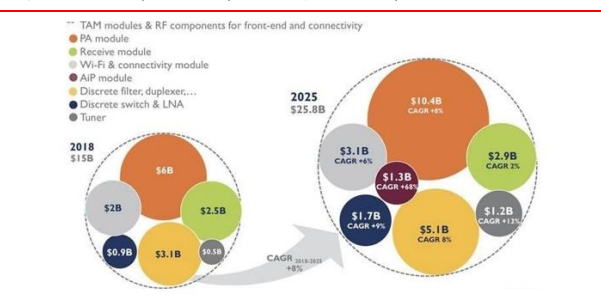 TAM modules & RF components for front-end and connectivity
PA module
Receive module
Wi-Fi & connectivity module
AiP module
Discrete filter, duplexer,...
Discrete switch & LNA
Tuner
2018
$15B
$6B
$2B
$2.5B
$0.9B
$3.1B
$0.5B
CAGR 2018-2025
+8%
2025
$25.8B
$10.4B
CAGR +8%
$3.1B
CAGR +6%
$2.9B
CAGR 2%
$1.3B
CAGR +68%
$1.7B
CAGR +9%
$5.1B
CAGR 8%
$1.2B
CAGR +13%